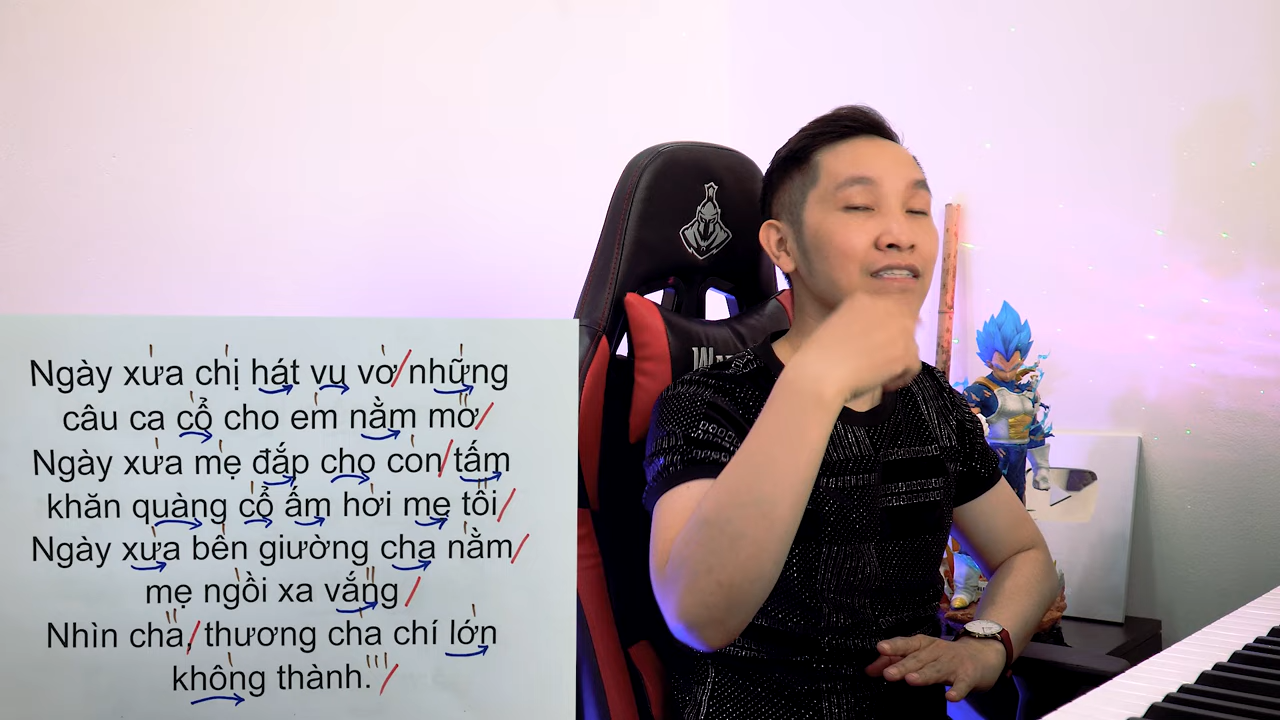 Ngày xưa chị hát vu vơ/ những
câu ca cổ cho em nằm mơ/
Ngày xưa mẹ đắp cho con/ tấm
khăn quàng cổ ấm hơi mẹ tôi/
Ngày xưa bên giường cha nằm/
mẹ ngồi xa vắng /
Nhìn cha,/ thương cha chí lớn
không thành./